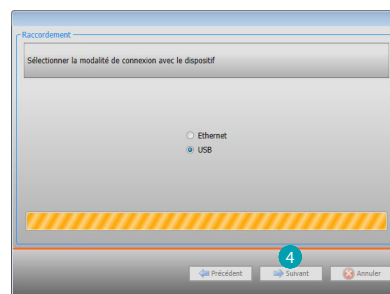 Raccordement
Sélectionner la modalité de connexion avec le dispositif
Ethernet
USB
4
Précédent
Suivant
Annuler